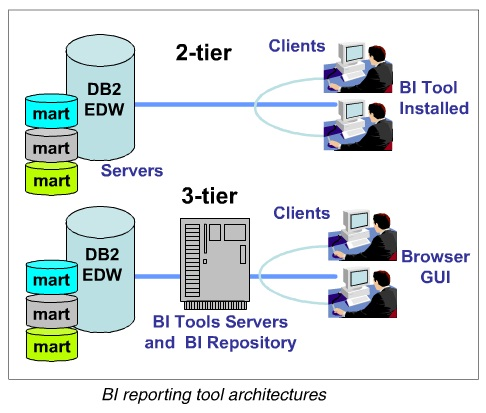 2-tier
Clients
DB2
EDW
BI Tool
Installed
mart
mart
mart
Servers
3-tier
Clients
DB2
EDW
Browser
GUI
mart
mart
mart
BI Tools Servers
and BI Repository
BI reporting tool architectures